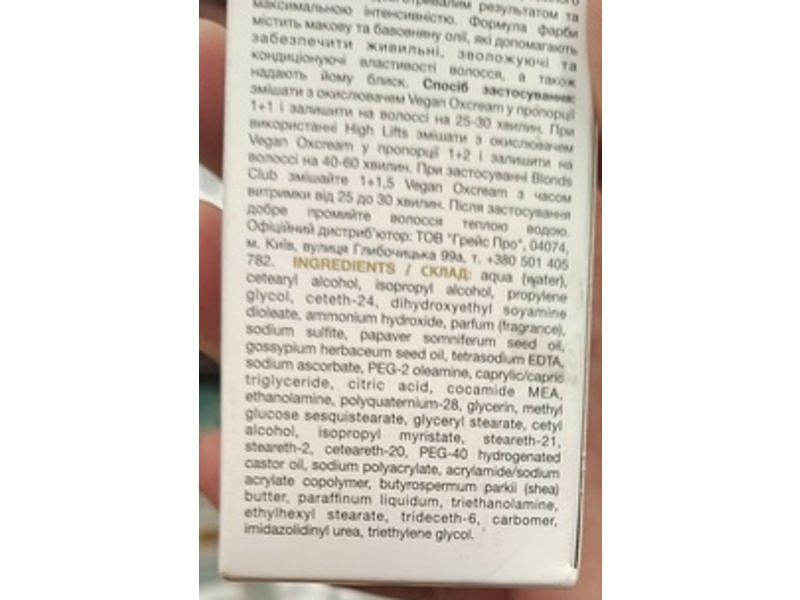 результатом та
максимальною інтенсивністю. Формула фарби
містить макову та бавовняну олії, які допомагають
забезпечити живильні, зволожуючі та
кондиціонуючі властивості волосся, а також
надають йому блиск. Спосіб застосування:
змішати з окислювачем Vegan Oxcream у пропорції
1+1 і залишити на волоссі на 25-30 хвилин. При
використанні High Lifts змішати з окислювачем
Vegan Oxcream у пропорції 1+2 і залишити на
волоссі на 40-60 хвилин. При застосуванні Blonds
Club змішайте 1+1,5 Vegan Oxcream з часом
витримки від 25 до 30 хвилин. Після застосування
добре промийте волосся теплою водою.
Офіційний дистриб'ютор: ТОВ "Грейс Про", 04074,
м. Київ, вулиця Глибочицька 99а, т. +380 501 405
782. INGREDIENTS / СКЛАД: aqua (water),
cetearyl alcohol, isopropyl alcohol, propylene
glycol, ceteth-24, dihydroxyethyl soyamine
dioleate, ammonium hydroxide, parfum (fragrance),
sodium sulfite, papaver somniferum seed oil,
gossypium herbaceum seed oil, tetrasodium EDTA,
sodium ascorbate, PEG-2 oleamine, caprylic/capric
triglyceride, citric acid, cocamide MEA,
ethanolamine, polyquaternium-28, glycerin, methyl
glucose sesquistearate, glyceryl stearate, cetyl
alcohol, isopropyl myristate, steareth-21,
steareth-2, ceteareth-20, PEG-40 hydrogenated
castor oil, sodium polyacrylate, acrylamide/sodium
acrylate copolymer, butyrospermum parkii (shea)
butter, paraffinum liquidum, triethanolamine,
ethylhexyl stearate, trideceth-6, carbomer,
imidazolidinyl urea, triethylene glycol.